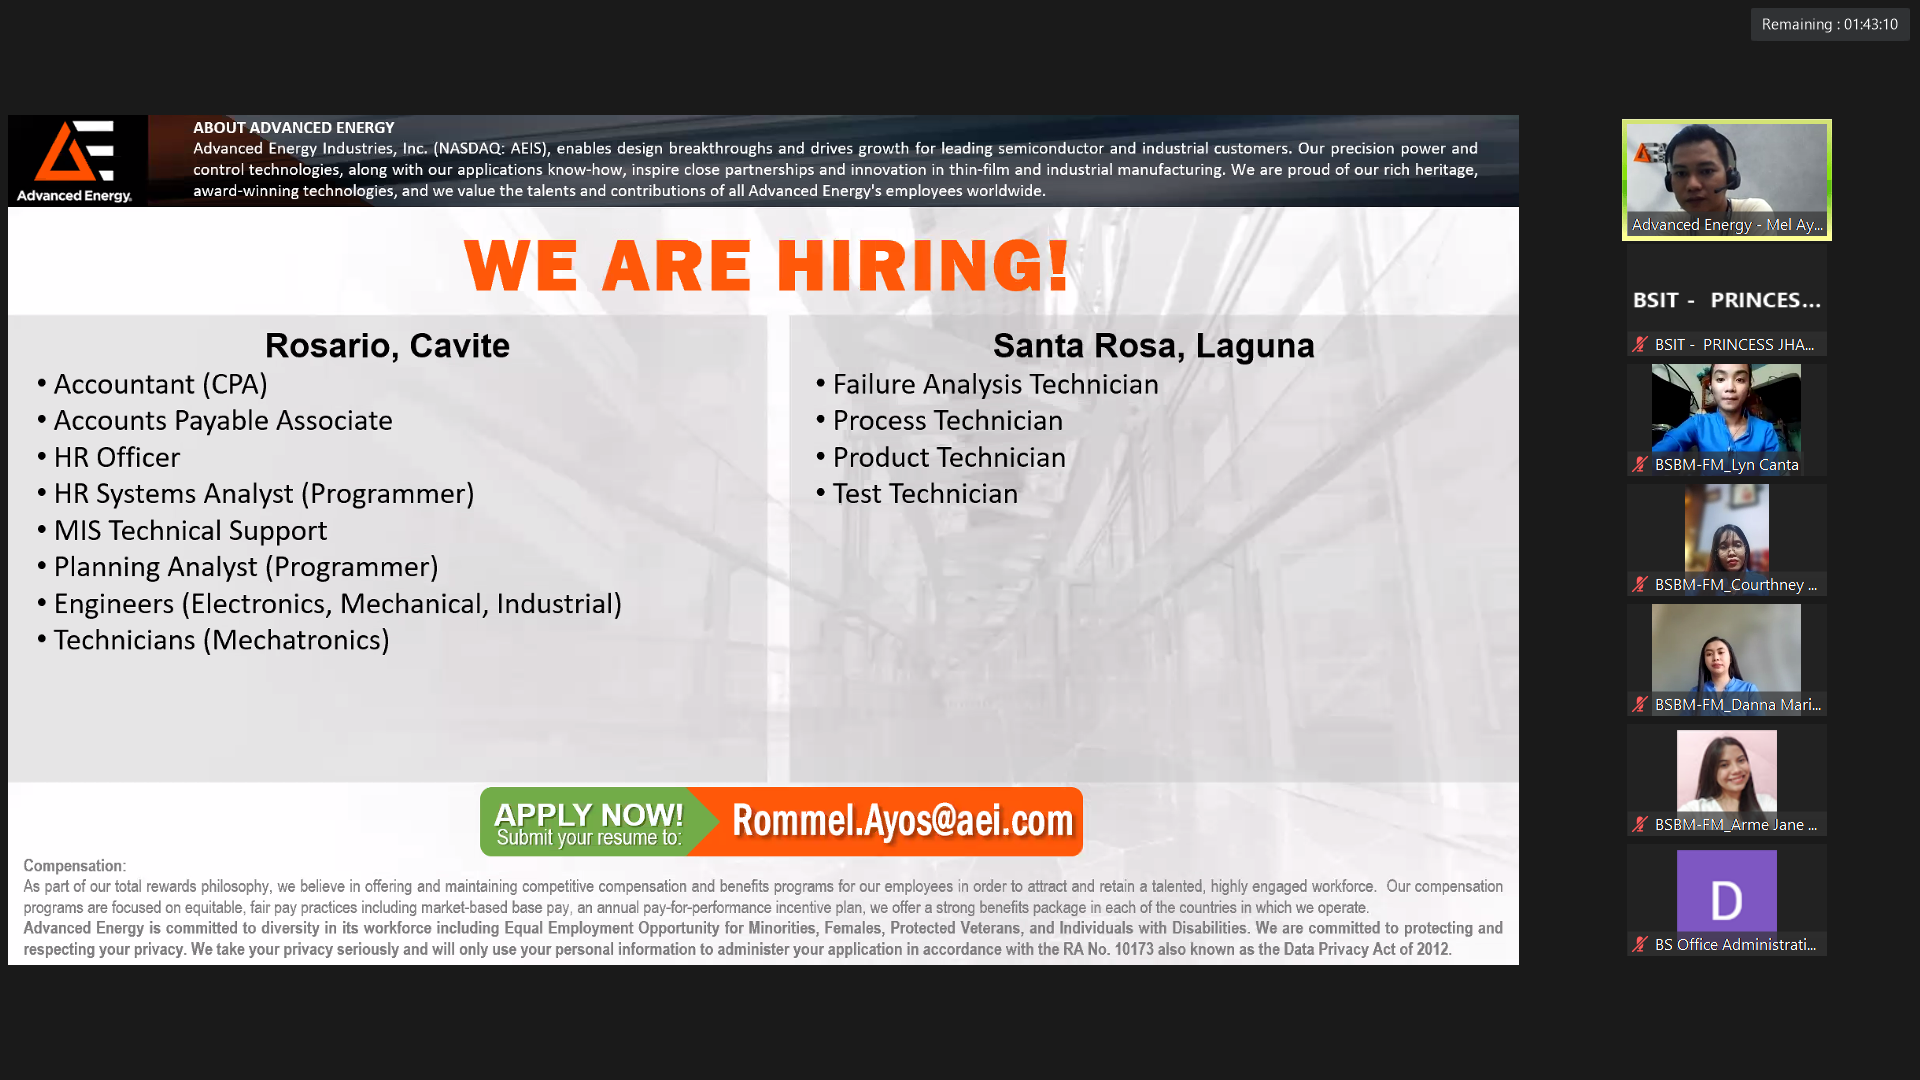 Remaining : 01:43:10
Advanced Energy.
ABOUT ADVANCED ENERGY
Advanced Energy Industries, Inc. (NASDAQ: AEIS), enables design breakthroughs and drives growth for leading semiconductor and industrial customers. Our precision power and
control technologies, along with our applications know-how, inspire close partnerships and innovation in thin-film and industrial manufacturing. We are proud of our rich heritage,
award-winning technologies, and we value the talents and contributions of all Advanced Energy's employees worldwide.
WE ARE HIRING!
Rosario, Cavite
• Accountant (CPA)
• Accounts Payable Associate
• HR Officer
• HR Systems Analyst (Programmer)
• MIS Technical Support
• Planning Analyst (Programmer)
• Engineers (Electronics, Mechanical, Industrial)
• Technicians (Mechatronics)
Santa Rosa, Laguna
• Failure Analysis Technician
• Process Technician
• Product Technician
• Test Technician
APPLY NOW!
Submit your resume to:
Rommel.Ayos@aei.com
Compensation:
As part of our total rewards philosophy, we believe in offering and maintaining competitive compensation and benefits programs for our employees in order to attract and retain a talented, highly engaged workforce. Our compensation
programs are focused on equitable, fair pay practices including market-based base pay, an annual pay-for-performance incentive plan, we offer a strong benefits package in each of the countries in which we operate.
Advanced Energy is committed to diversity in its workforce including Equal Employment Opportunity for Minorities, Females, Protected Veterans, and Individuals with Disabilities. We are committed to protecting and
respecting your privacy. We take your privacy seriously and will only use your personal information to administer your application in accordance with the RA No. 10173 also known as the Data Privacy Act of 2012.
Advanced Energy - Mel Ay...
BSIT - PRINCES...
BSIT - PRINCESS JHA...
BSBM-FM_Lyn Canta
BSBM-FM_Courthney ...
BSBM-FM_Danna Mari...
BSBM-FM_Arme Jane ...
D
BS Office Administrati...